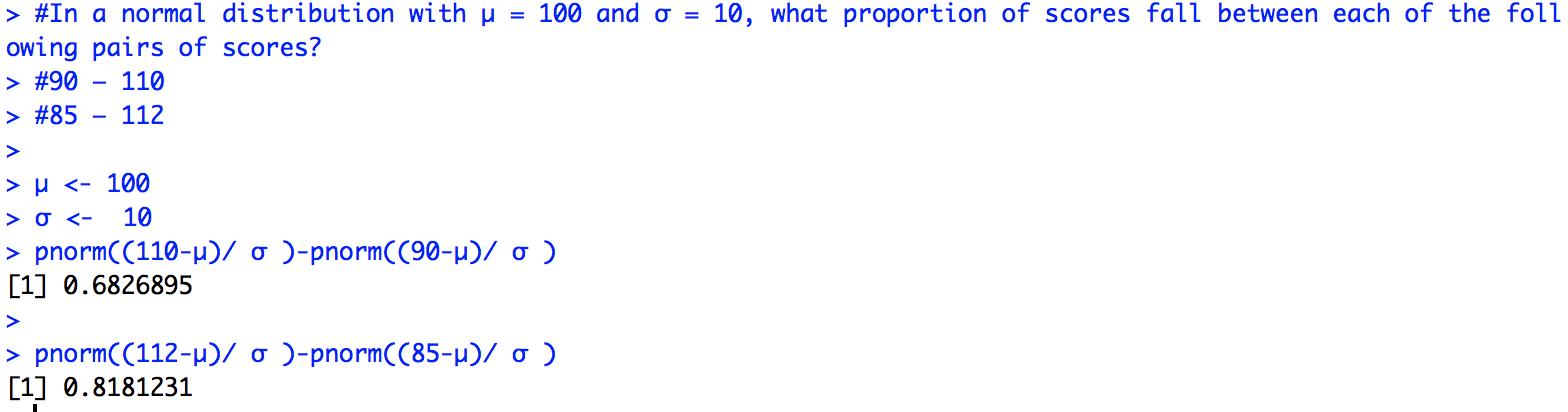 > #In a normal distribution with μ = 100 and σ = 10, what proportion of scores fall between each of the foll
owing pairs of scores?
> #90 – 110
> #85 – 112
>
> μ <- 100
> σ <-  10
> pnorm((110-μ)/ σ )-pnorm((90-μ)/ σ )
[1] 0.6826895
>
> pnorm((112-μ)/ σ )-pnorm((85-μ)/ σ )
[1] 0.8181231